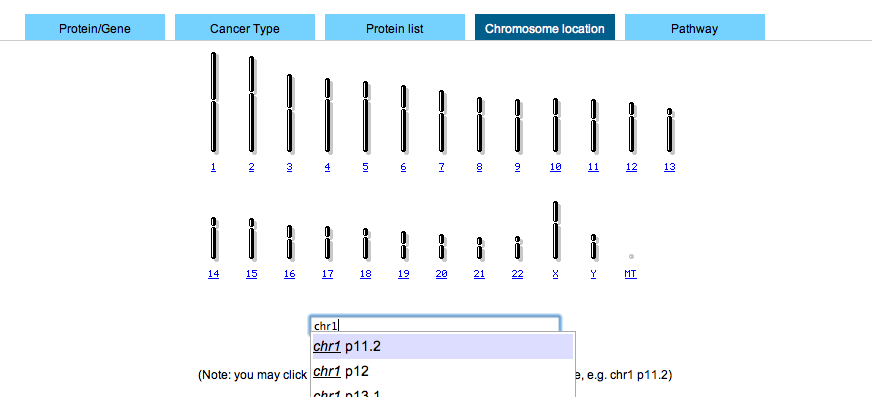 Protein/Gene Cancer Type Protein list Chromosome location Pathway
1 2 3 4 5 6 7 8 9 10 11 12 13
14 15 16 17 18 19 20 21 22 X Y MT
chr1
chr1 p11.2
(Note: you may click e, e.g. chr1 p11.2)
chr1 p12
chr1 p13.1